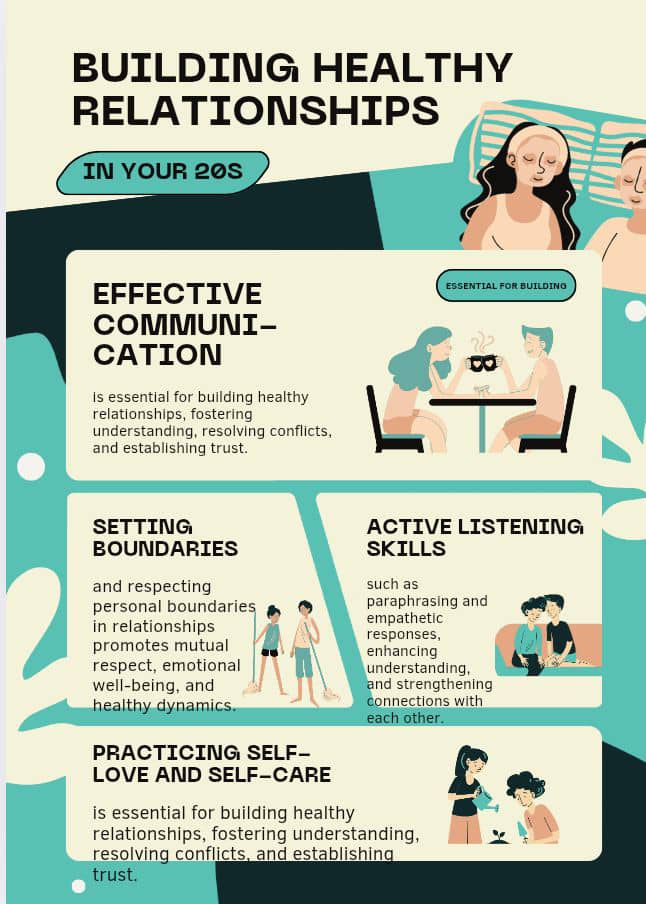 BUILDING HEALTHY
RELATIONSHIPS
IN YOUR 20S
EFFECTIVE
COMMUNI-
CATION
ESSENTIAL FOR BUILDING
is essential for building healthy
relationships, fostering
understanding, resolving conflicts,
and establishing trust.
SETTING
BOUNDARIES
and respecting
personal boundaries
in relationships
promotes mutual
respect, emotional
well-being, and
healthy dynamics.
ACTIVE LISTENING
SKILLS
such as
paraphrasing and
empathetic
responses,
enhancing
understanding,
and strengthening
connections with
each other.
PRACTICING SELF-
LOVE AND SELF-CARE
is essential for building healthy
relationships, fostering understanding,
resolving conflicts, and establishing
trust.